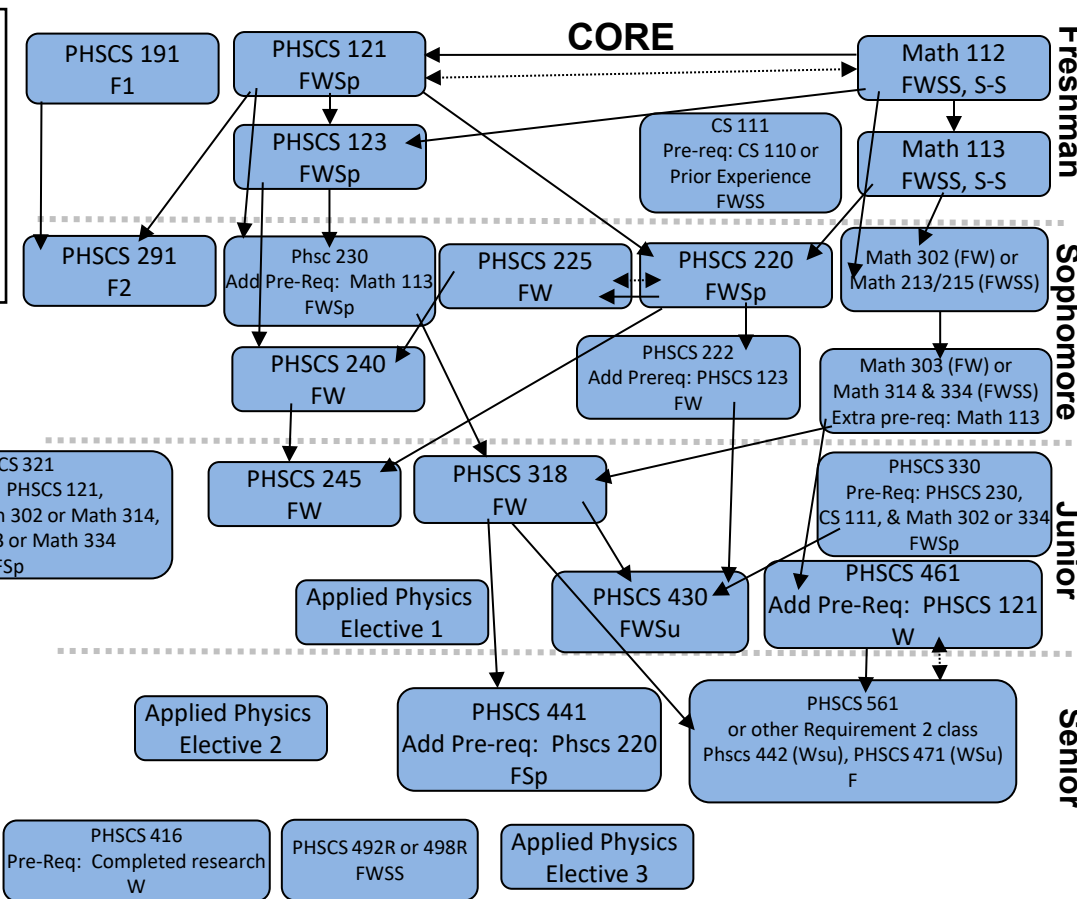 CORE
PHSCS 191
F1
PHSCS 121
FWSp
Math 112
FWSS, S-S
Freshman
PHSCS 123
FWSp
CS 111
Pre-req: CS 110 or
Prior Experience
FWSS
Math 113
FWSS, S-S
PHSCS 291
F2
Phsc 230
Add Pre-Req: Math 113
FWSp
PHSCS 225
FW
PHSCS 220
FWSp
Math 302 (FW) or
Math 213/215 (FWSS)
Sophomore
PHSCS 240
FW
PHSCS 222
Add Prereq: PHSCS 123
FW
Math 303 (FW) or
Math 314 & 334 (FWSS)
Extra pre-req: Math 113
CS 321
PHSCS 121,
h 302 or Math 314,
3 or Math 334
FSp
PHSCS 245
FW
PHSCS 318
FW
PHSCS 330
Pre-Req: PHSCS 230,
CS 111, & Math 302 or 334
FWSp
Junior
Applied Physics
Elective 1
PHSCS 430
FWSu
PHSCS 461
Add Pre-Req: PHSCS 121
W
Applied Physics
Elective 2
PHSCS 441
Add Pre-req: Phscs 220
FSp
PHSCS 561
or other Requirement 2 class
Phscs 442 (Wsu), PHSCS 471 (WSu)
F
Senior
PHSCS 416
Pre-Req: Completed research
W
PHSCS 492R or 498R
FWSS
Applied Physics
Elective 3